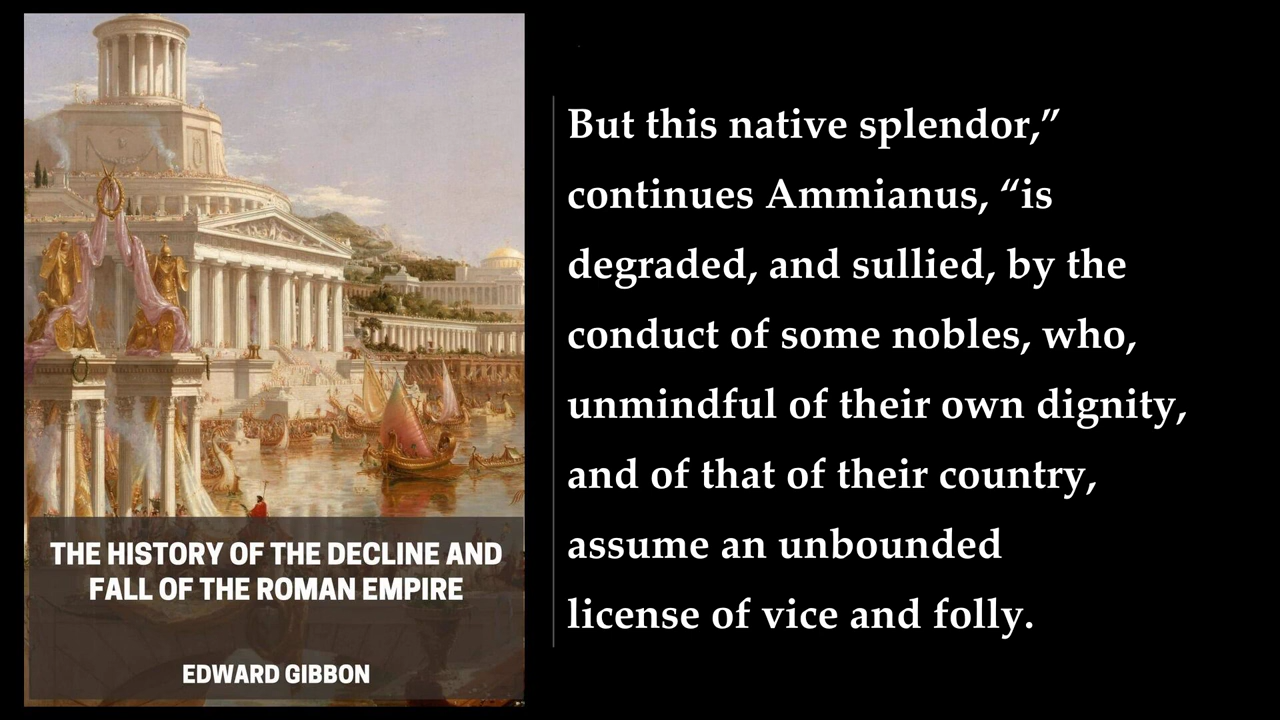 THE HISTORY OF THE DECLINE AND
FALL OF THE ROMAN EMPIRE
EDWARD GIBBON
But this native splendor,”
continues Ammianus, “is
degraded, and sullied, by the
conduct of some nobles, who,
unmindful of their own dignity,
and of that of their country,
assume an unbounded
license of vice and folly.